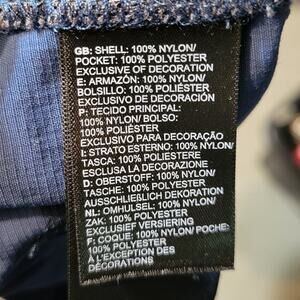 GB: SHELL: 100% NYLON/
POCKET: 100% POLYESTER
EXCLUSIVE OF DECORATION
E: ARMAZÓN: 100% NYLON/
BOLSILLO: 100% POLIÉSTER
EXCLUSIVO DE DECORACIÓN
P: TECIDO PRINCIPAL:
100% NYLON/ BOLSO:
100% POLIÉSTER
EXCLUSIVO PARA DECORAÇÃO
I: STRATO ESTERNO: 100% NYLON/
TASCA: 100% POLIESTERE
ESCLUSA LA DECORAZIONE
D: OBERSTOFF: 100% NYLON/
TASCHE: 100% POLYESTER
AUSSCHLIEßLICH DEKORATION
NL: OMHULSEL: 100% NYLON/
ZAK: 100% POLYESTER
EXCLUSIEF VERSIERING
F: COQUE: 100% NYLON/ POCHE:
100% POLYESTER
À L'EXCEPTION DES
DÉCORATIONS